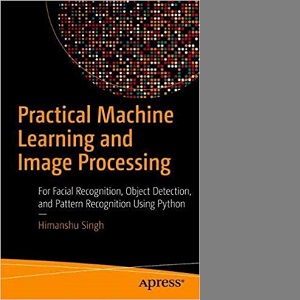 Practical Machine
Learning and
Image Processing
For Facial Recognition, Object Detection,
and Pattern Recognition Using Python
—
Himanshu Singh
Apress®